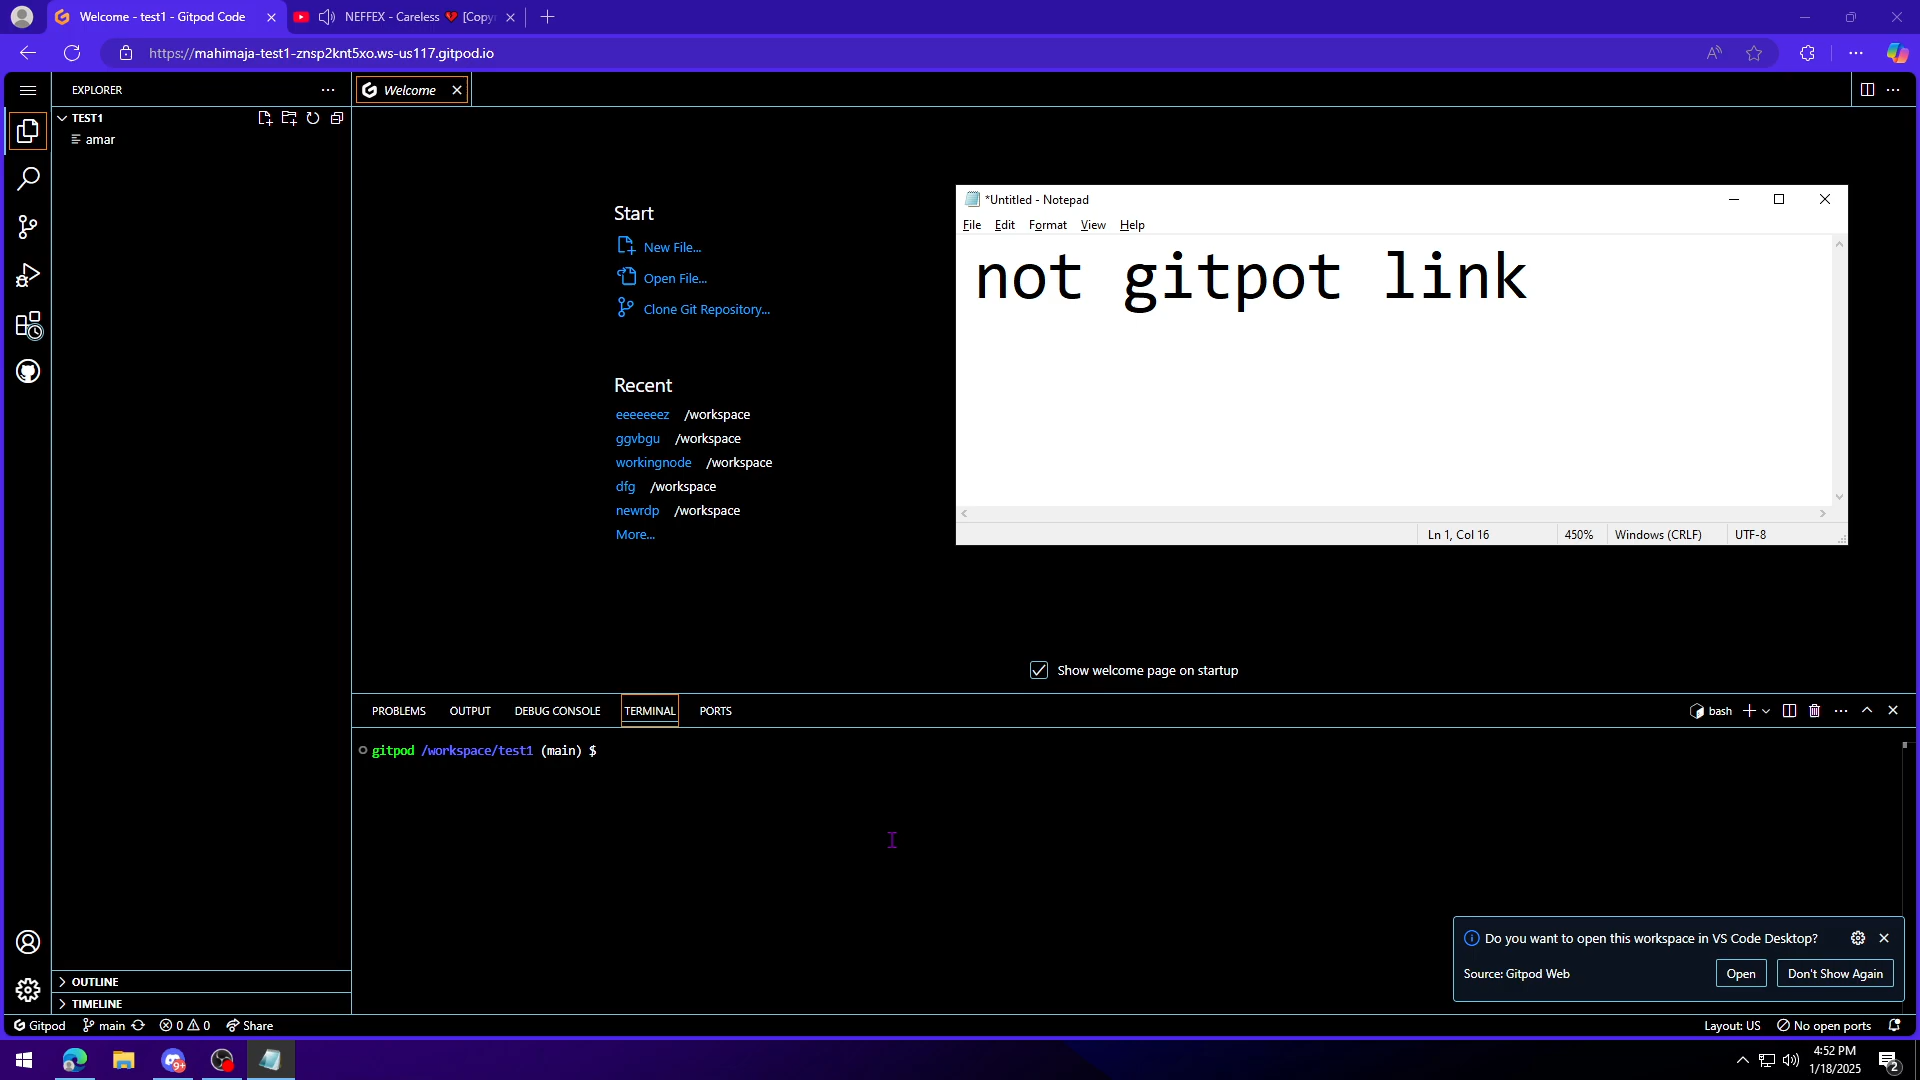 Welcome - test1 - Gitpod Code
NEFFEX - Careless 💔 [Copyr
https://mahimaja-test1-znsp2knt5xo.ws-us117.gitpod.io
EXPLORER
Welcome
TEST1
amar
Start
New File...
Open File...
Clone Git Repository...
Recent
eeeeeeez /workspace
ggvbgu /workspace
workingnode /workspace
dfg /workspace
newrdp /workspace
More...
*Untitled - Notepad
File Edit Format View Help
not gitpot link
Ln 1, Col 16 450% Windows (CRLF) UTF-8
Show welcome page on startup
PROBLEMS OUTPUT DEBUG CONSOLE TERMINAL PORTS
bash
gitpod /workspace/test1 (main) $
Do you want to open this workspace in VS Code Desktop?
Source: Gitpod Web
Open
Don't Show Again
OUTLINE
TIMELINE
Gitpod main 0 0 Share
Layout: US No open ports
9+
4:52 PM
1/18/2025
2